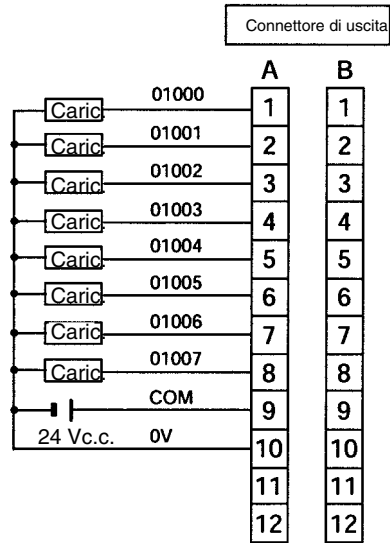 Connettore di uscita
A B
01000
Caric. 1 1
01001
Caric. 2 2
01002
Caric. 3 3
01003
Caric. 4 4
01004
Caric. 5 5
01005
Caric. 6 6
01006
Caric. 7 7
01007
Caric. 8 8
COM
9 9
24 Vc.c. 0V
10 10
11 11
12 12